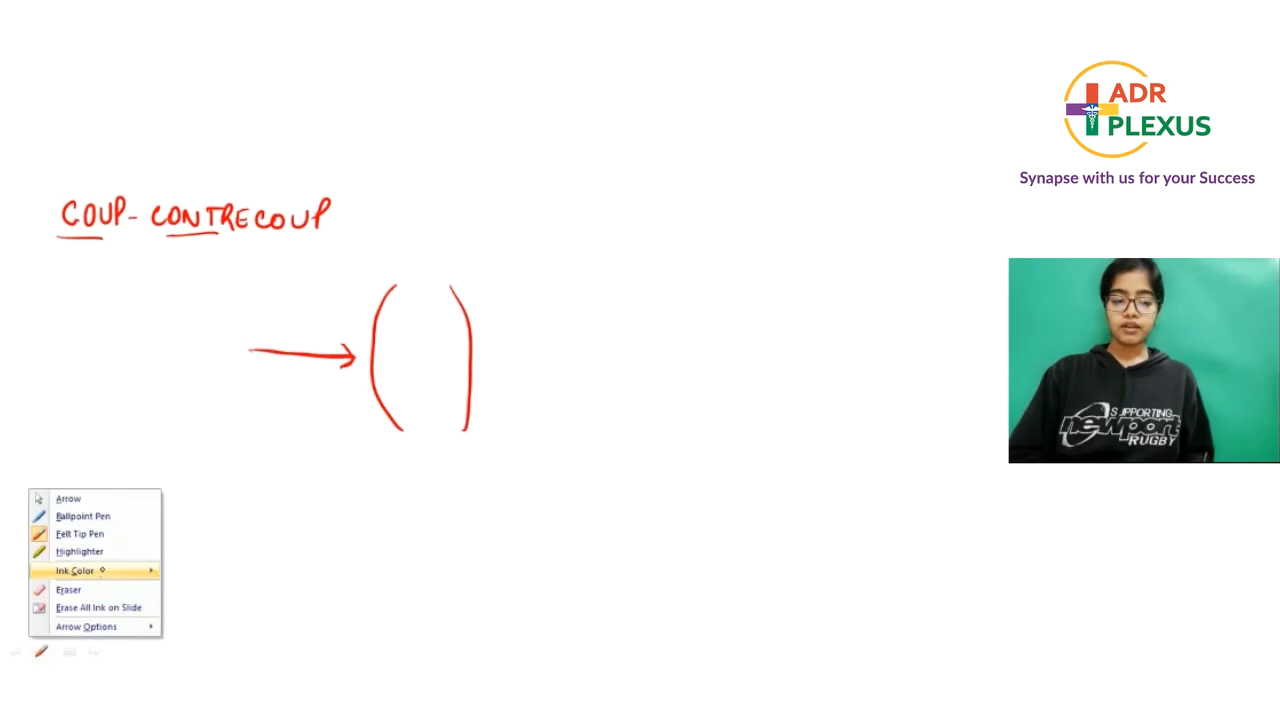 ADR
PLEXUS
Synapse with us for your Success
COUP - CONTRECOUP
SUPPORTING
newport
RUGBY
Arrow
Ballpoint Pen
Felt Tip Pen
Highlighter
Ink Color
Eraser
Erase All Ink on Slide
Arrow Options